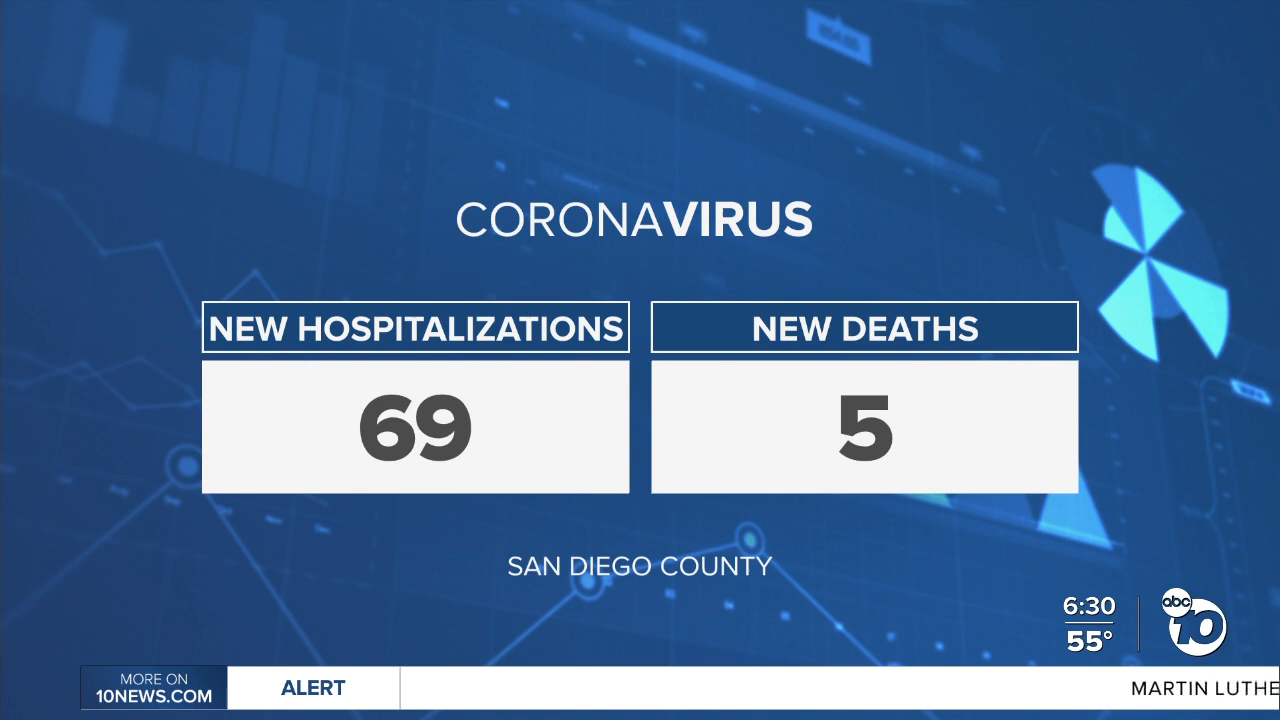 CORONAVIRUS
NEW HOSPITALIZATIONS
NEW DEATHS
69
5
SAN DIEGO COUNTY
6:30
55°
abc
10
MORE ON
10NEWS.COM
ALERT
MARTIN LUTHE